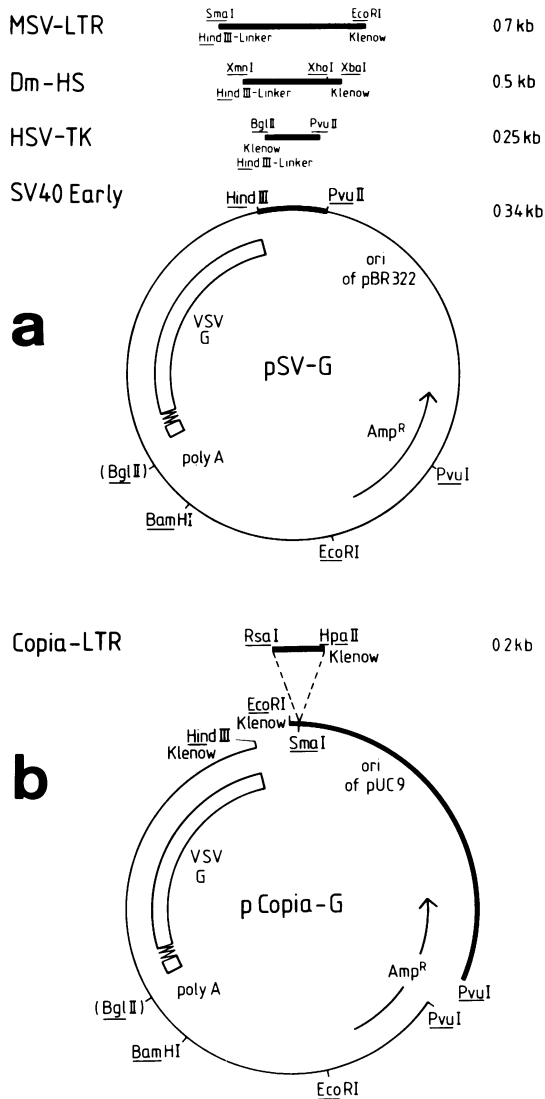 MSV-LTR SmaI EcoRI 0.7 kb
HindIII-Linker Klenow
Dm-HS XmnI XhoI XbaI 0.5 kb
HindIII-Linker Klenow
HSV-TK BglII PvuII 0.25 kb
Klenow
HindIII-Linker
SV40 Early HindIII PvuII 0.34 kb
ori
of pBR322
a
VSV
G
pSV-G
AmpR
poly A
(BglII)
PvuI
BamHI
EcoRI
Copia-LTR RsaI HpaII 0.2 kb
Klenow
EcoRI
Klenow
HindIII
Klenow
SmaI
ori
of pUC9
b
VSV
G
pCopia-G
AmpR
poly A
PvuI
(BglII)
PvuI
BamHI
EcoRI